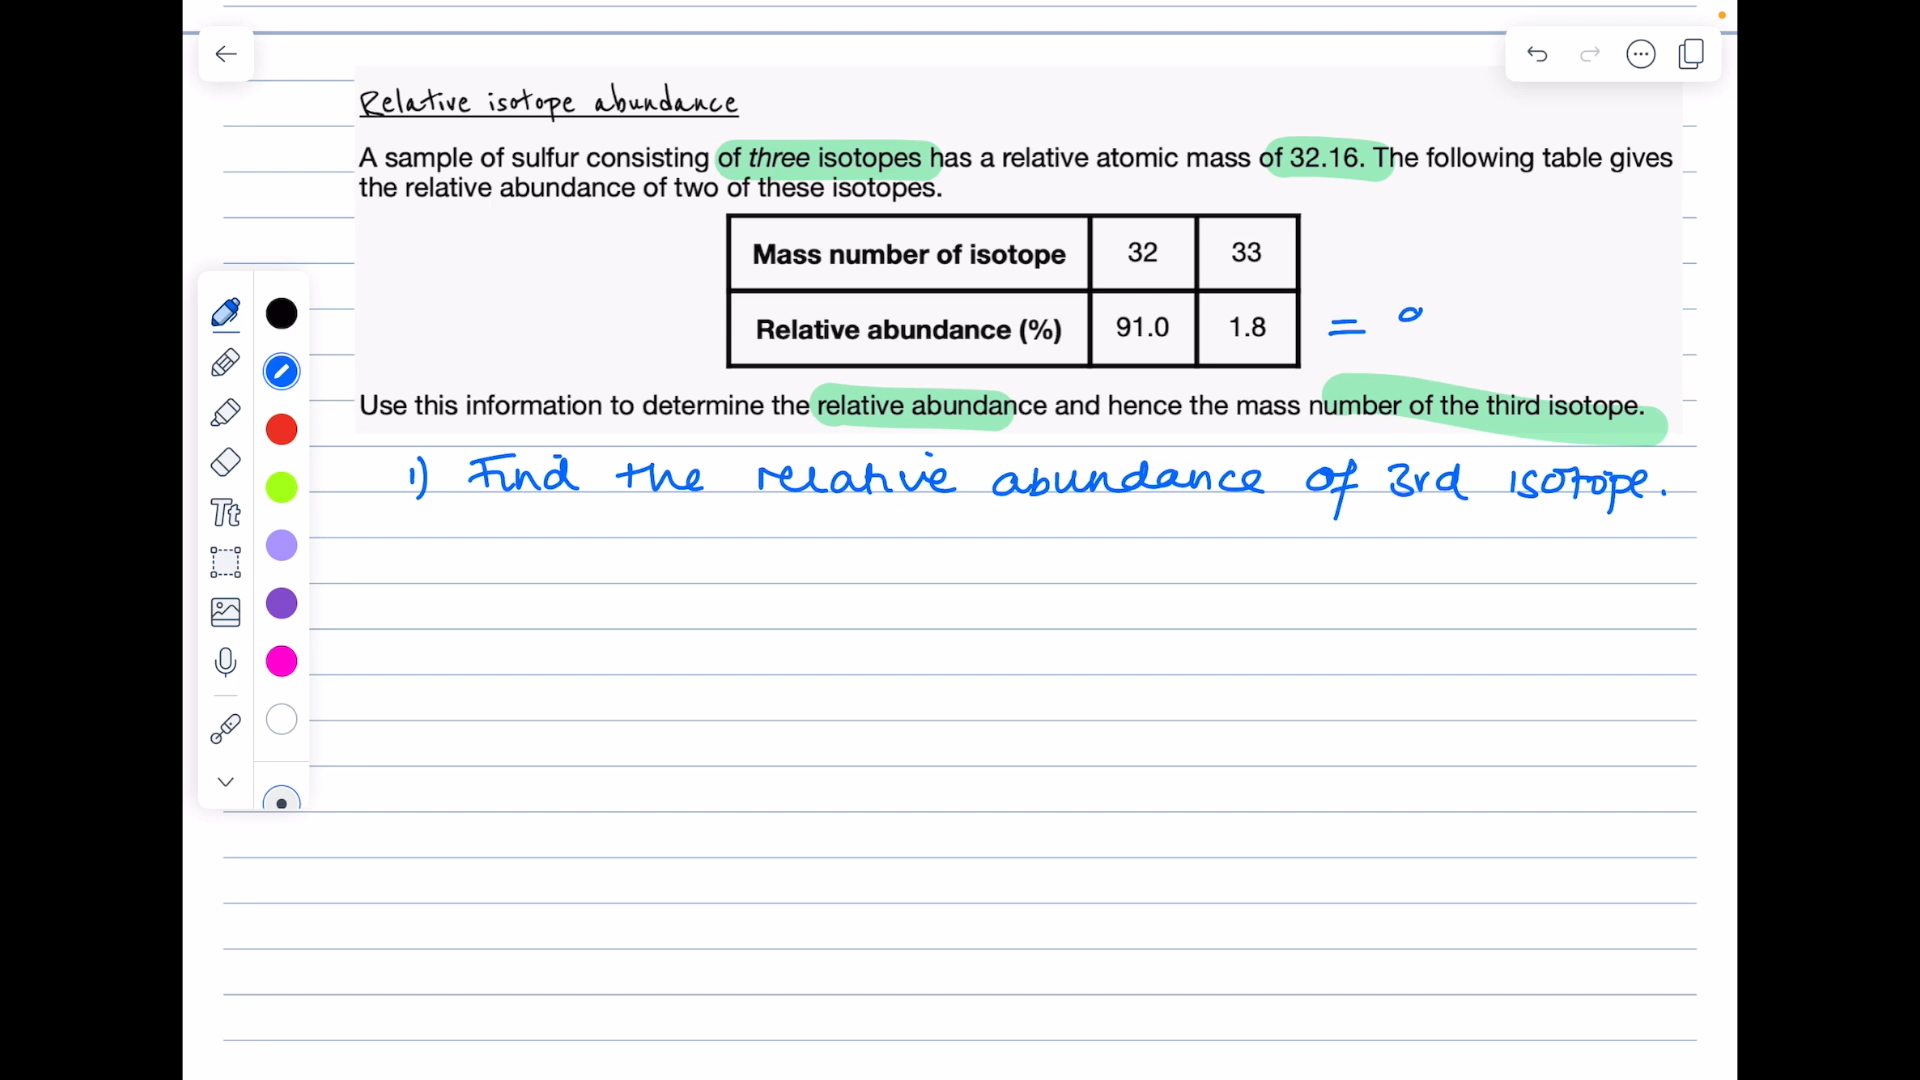 Relative isotope abundance
A sample of sulfur consisting of three isotopes has a relative atomic mass of 32.16. The following table gives
the relative abundance of two of these isotopes.
Mass number of isotope 32 33
Relative abundance (%) 91.0 1.8 =
Use this information to determine the relative abundance and hence the mass number of the third isotope.
1) Find the relative abundance of 3rd isotope.
Tt